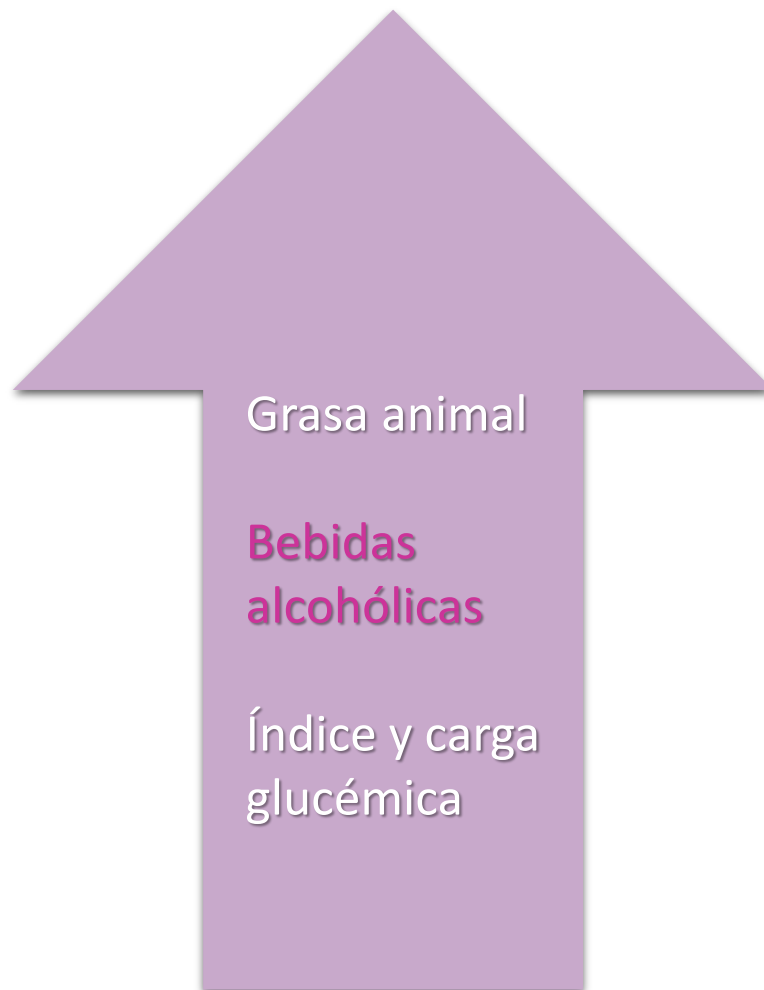 Grasa animal
Bebidas
alcohólicas
Índice y carga
glucémica